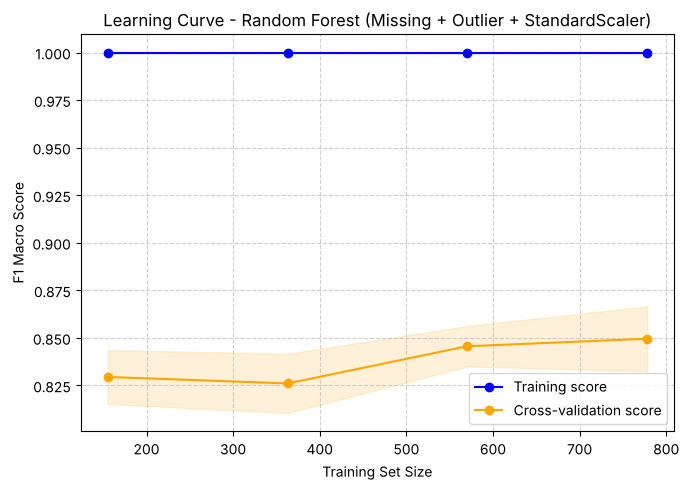 Learning Curve - Random Forest (Missing + Outlier + StandardScaler)
1.000
0.975
0.950
0.925
0.900
0.875
0.850
0.825
F1 Macro Score
Training score
Cross-validation score
200 300 400 500 600 700 800
Training Set Size